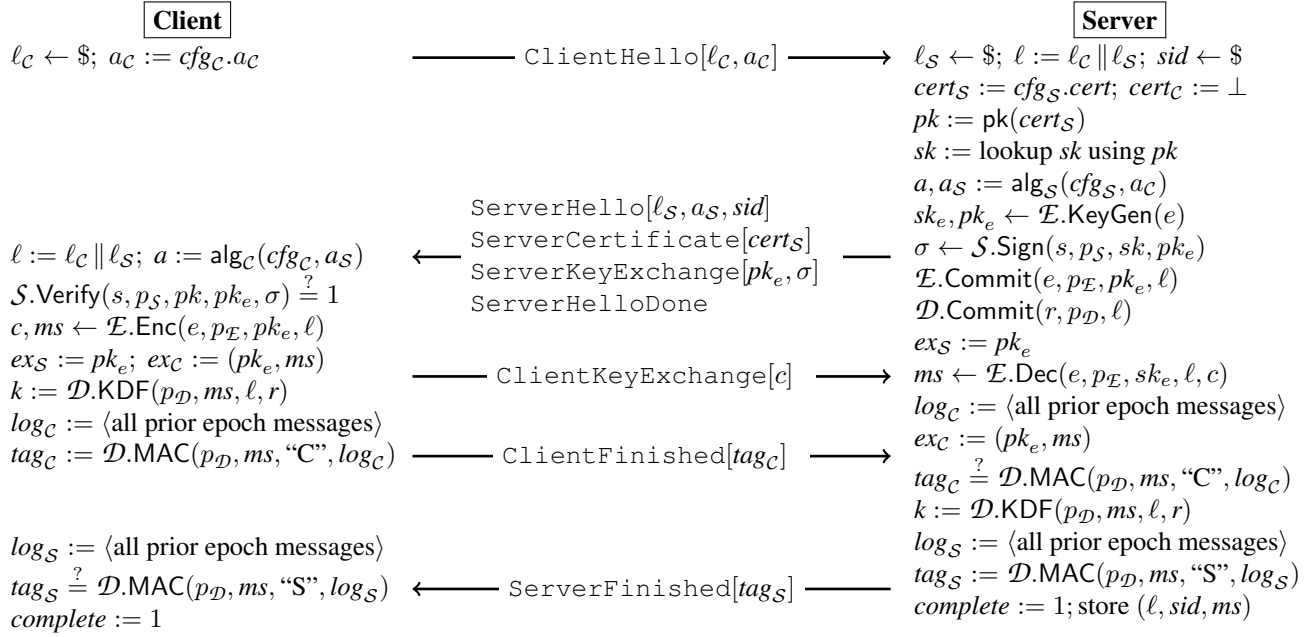 Client Server
ℓ_C ← $; a_C := cfg_C.a_C ClientHello[ℓ_C, a_C] ℓ_S ← $; ℓ := ℓ_C ∥ ℓ_S; sid ← $
cert_S := cfg_S.cert; cert_C := ⊥
pk := pk(cert_S)
sk := lookup sk using pk
a, a_S := alg_S(cfg_S, a_C)
ServerHello[ℓ_S, a_S, sid] sk_e, pk_e ← E.KeyGen(e)
ServerCertificate[cert_S]
ℓ := ℓ_C ∥ ℓ_S; a := alg_C(cfg_C, a_S) σ ← S.Sign(s, p_S, sk, pk_e)
ServerKeyExchange[pk_e, σ]
S.Verify(s, p_S, pk, pk_e, σ) ?= 1 E.Commit(e, p_E, pk_e, ℓ)
ServerHelloDone
c, ms ← E.Enc(e, p_E, pk_e, ℓ) D.Commit(r, p_D, ℓ)
ex_S := pk_e; ex_C := (pk_e, ms) ex_S := pk_e
k := D.KDF(p_D, ms, ℓ, r) ClientKeyExchange[c] ms ← E.Dec(e, p_E, sk_e, ℓ, c)
log_C := ⟨all prior epoch messages⟩ log_C := ⟨all prior epoch messages⟩
ex_C := (pk_e, ms)
tag_C := D.MAC(p_D, ms, “C”, log_C) ClientFinished[tag_C]
tag_C ?= D.MAC(p_D, ms, “C”, log_C)
k := D.KDF(p_D, ms, ℓ, r)
log_S := ⟨all prior epoch messages⟩ log_S := ⟨all prior epoch messages⟩
tag_S ?= D.MAC(p_D, ms, “S”, log_S) ServerFinished[tag_S] tag_S := D.MAC(p_D, ms, “S”, log_S)
complete := 1 complete := 1; store (ℓ, sid, ms)